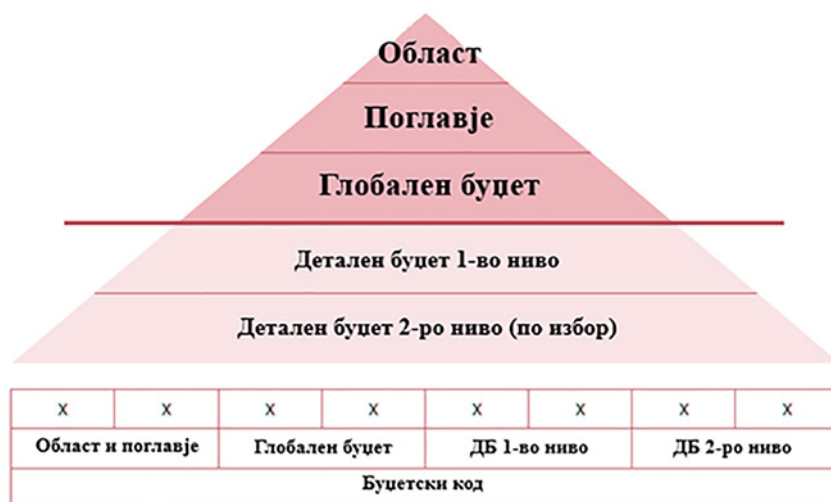 Област
Поглавје
Глобален буџет
Детален буџет 1-во ниво
Детален буџет 2-ро ниво (по избор)
X X X X X X X X
Област и поглавје Глобален буџет ДБ 1-во ниво ДБ 2-ро ниво
Буџетски код